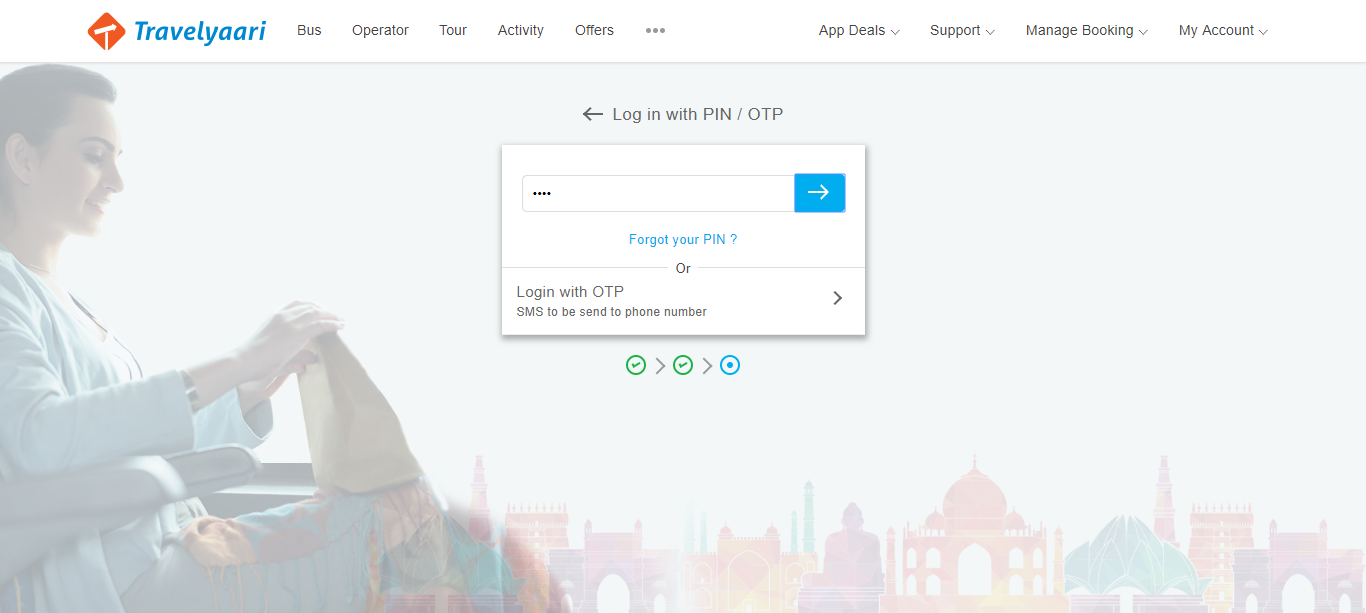 Travelyaari Bus Operator Tour Activity Offers ••• App Deals Support Manage Booking My Account
Log in with PIN / OTP
••••
Forgot your PIN ?
Or
Login with OTP
SMS to be send to phone number